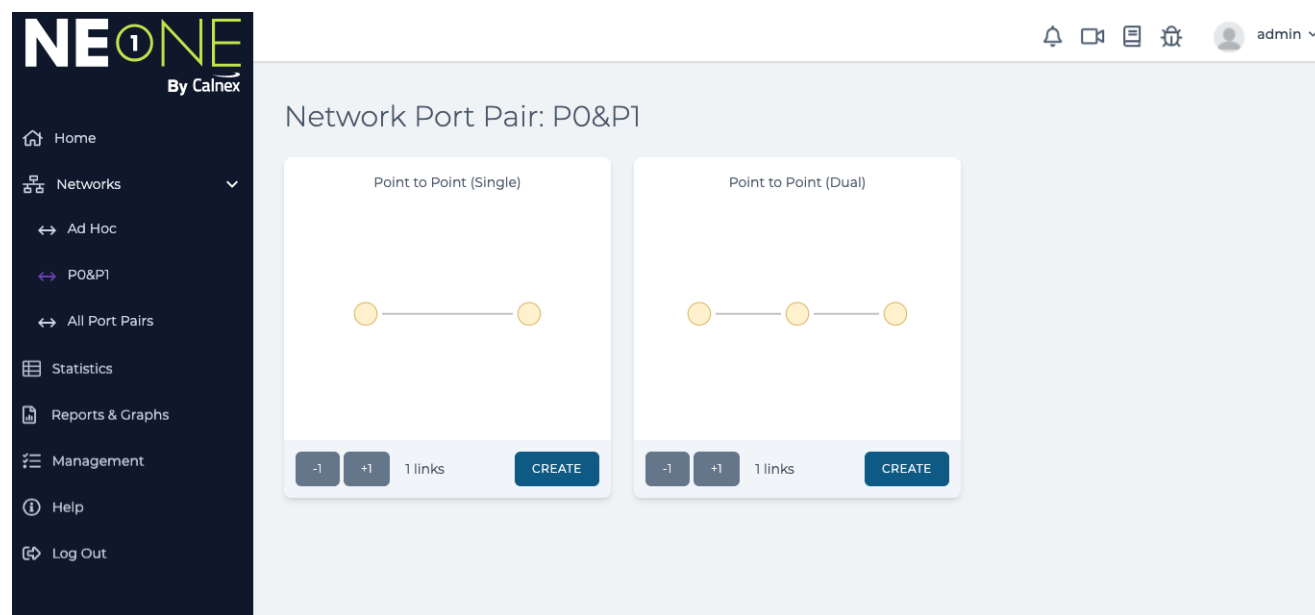 NE1NE
By Calnex
admin
Home
Networks
Ad Hoc
P0&P1
All Port Pairs
Statistics
Reports & Graphs
Management
Help
Log Out
Network Port Pair: P0&P1
Point to Point (Single)
-1 +1 1 links CREATE
Point to Point (Dual)
-1 +1 1 links CREATE